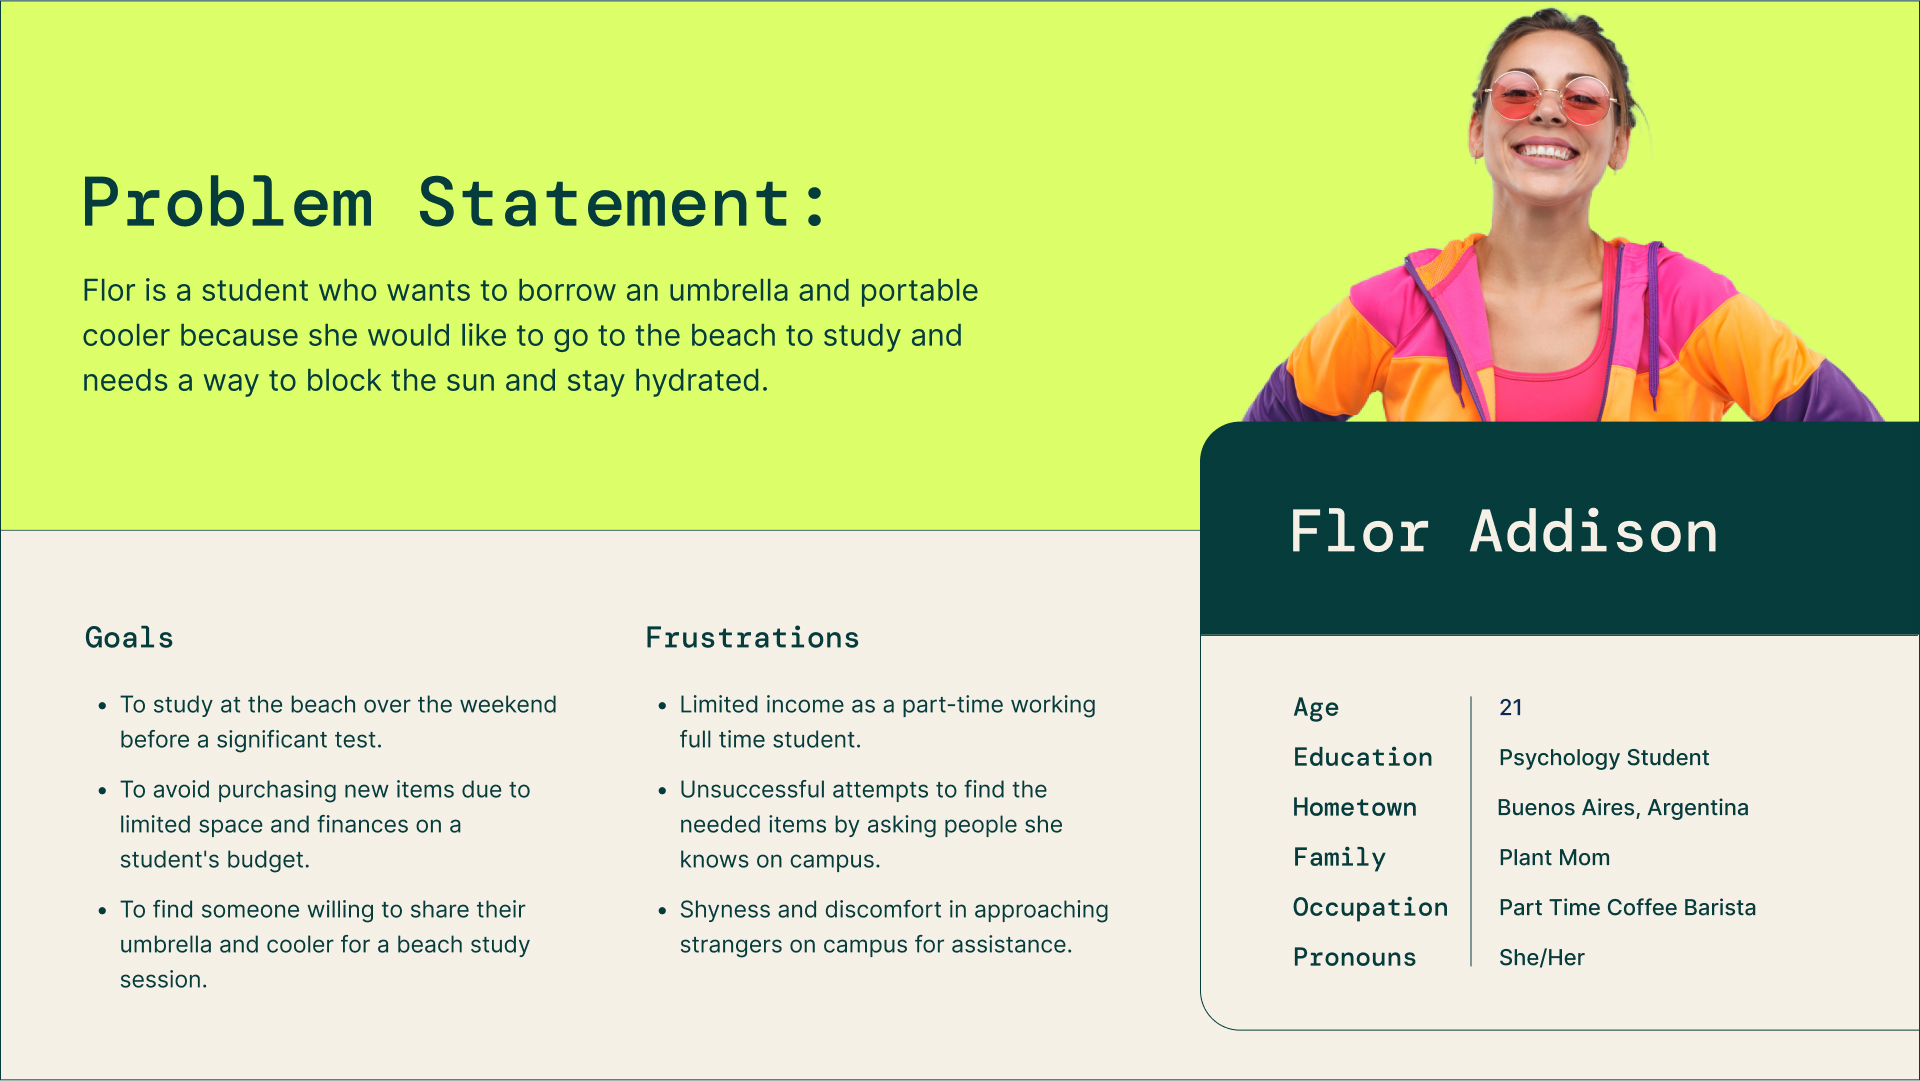 Problem Statement:
Flor is a student who wants to borrow an umbrella and portable
cooler because she would like to go to the beach to study and
needs a way to block the sun and stay hydrated.
Flor Addison
Goals
To study at the beach over the weekend
before a significant test.
To avoid purchasing new items due to
limited space and finances on a
student's budget.
To find someone willing to share their
umbrella and cooler for a beach study
session.
Frustrations
Limited income as a part-time working
full time student.
Unsuccessful attempts to find the
needed items by asking people she
knows on campus.
Shyness and discomfort in approaching
strangers on campus for assistance.
Age 21
Education Psychology Student
Hometown Buenos Aires, Argentina
Family Plant Mom
Occupation Part Time Coffee Barista
Pronouns She/Her